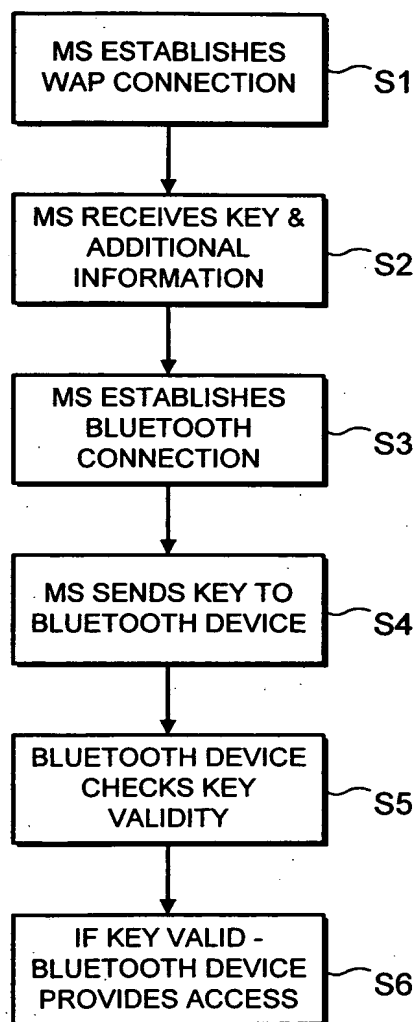 MS ESTABLISHES
WAP CONNECTION
S1
MS RECEIVES KEY &
ADDITIONAL
INFORMATION
S2
MS ESTABLISHES
BLUETOOTH
CONNECTION
S3
MS SENDS KEY TO
BLUETOOTH DEVICE
S4
BLUETOOTH DEVICE
CHECKS KEY
VALIDITY
S5
IF KEY VALID -
BLUETOOTH DEVICE
PROVIDES ACCESS
S6